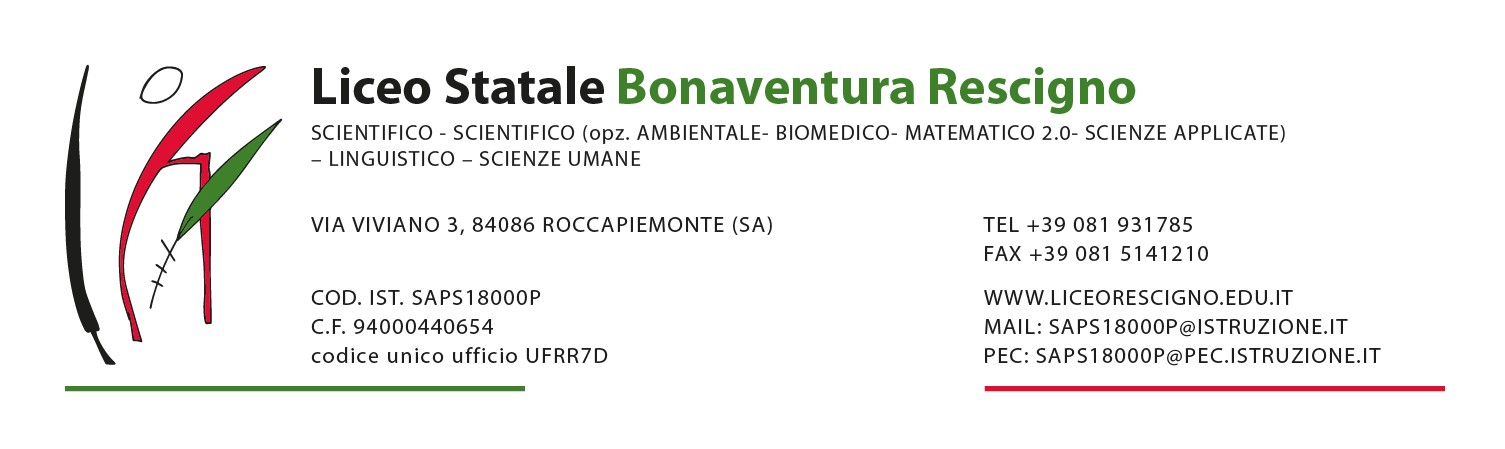 Liceo Statale Bonaventura Rescigno
SCIENTIFICO - SCIENTIFICO (opz. AMBIENTALE- BIOMEDICO- MATEMATICO 2.0- SCIENZE APPLICATE)
– LINGUISTICO – SCIENZE UMANE
VIA VIVIANO 3, 84086 ROCCAPIEMONTE (SA)
TEL +39 081 931785
FAX +39 081 5141210
COD. IST. SAPS18000P
C.F. 94000440654
codice unico ufficio UFRR7D
WWW.LICEORESCIGNO.EDU.IT
MAIL: SAPS18000P@ISTRUZIONE.IT
PEC: SAPS18000P@PEC.ISTRUZIONE.IT